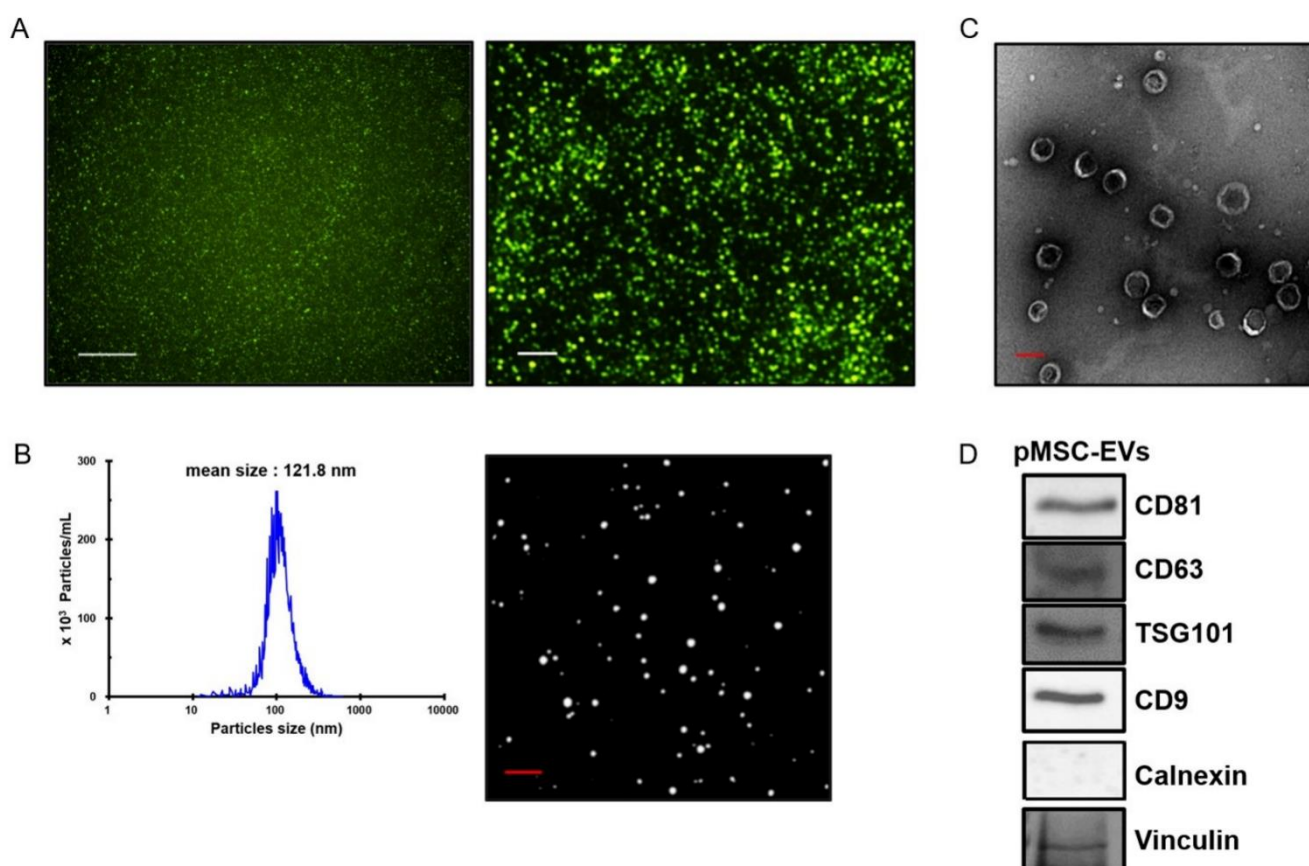 A
C
B
300
200
100
0
x 10³ Particles/mL
mean size : 121.8 nm
1
10
100
1000
10000
Particles size (nm)
D
pMSC-EVs
CD81
CD63
TSG101
CD9
Calnexin
Vinculin